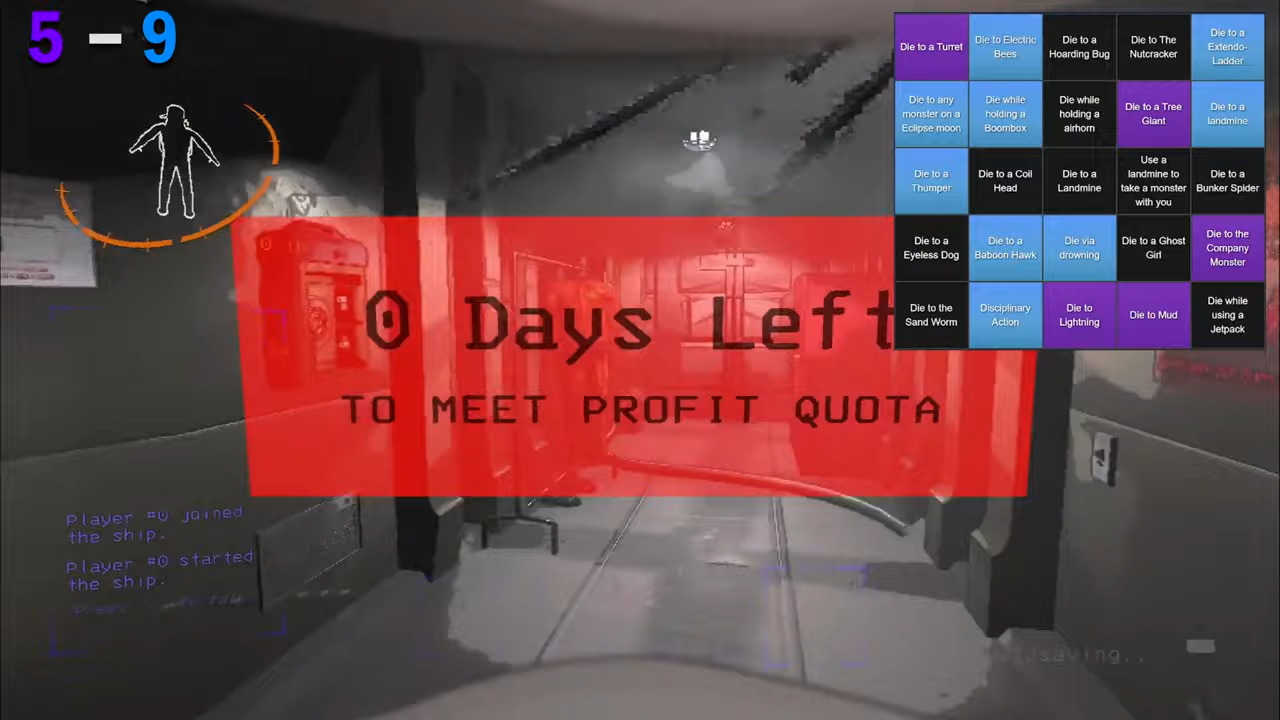 5 - 9
Die to a Turret
Die to Electric
Bees
Die to a
Hoarding Bug
Die to The
Nutcracker
Die to a
Extendo-
Ladder
Die to any
monster on a
Eclipse moon
Die while
holding a
Boombox
Die while
holding a
airhorn
Die to a Tree
Giant
Die to a
landmine
Die to a
Thumper
Die to a Coil
Head
Die to a
Landmine
Use a
landmine to
take a monster
with you
Die to a
Bunker Spider
Die to a
Eyeless Dog
Die to a
Baboon Hawk
Die via
drowning
Die to a Ghost
Girl
Die to the
Company
Monster
Die to the
Sand Worm
Disciplinary
Action
Die to
Lightning
Die to Mud
Die while
using a
Jetpack
0 Days Left
TO MEET PROFIT QUOTA
Player #0 joined
the ship.
Player #0 started
the ship.